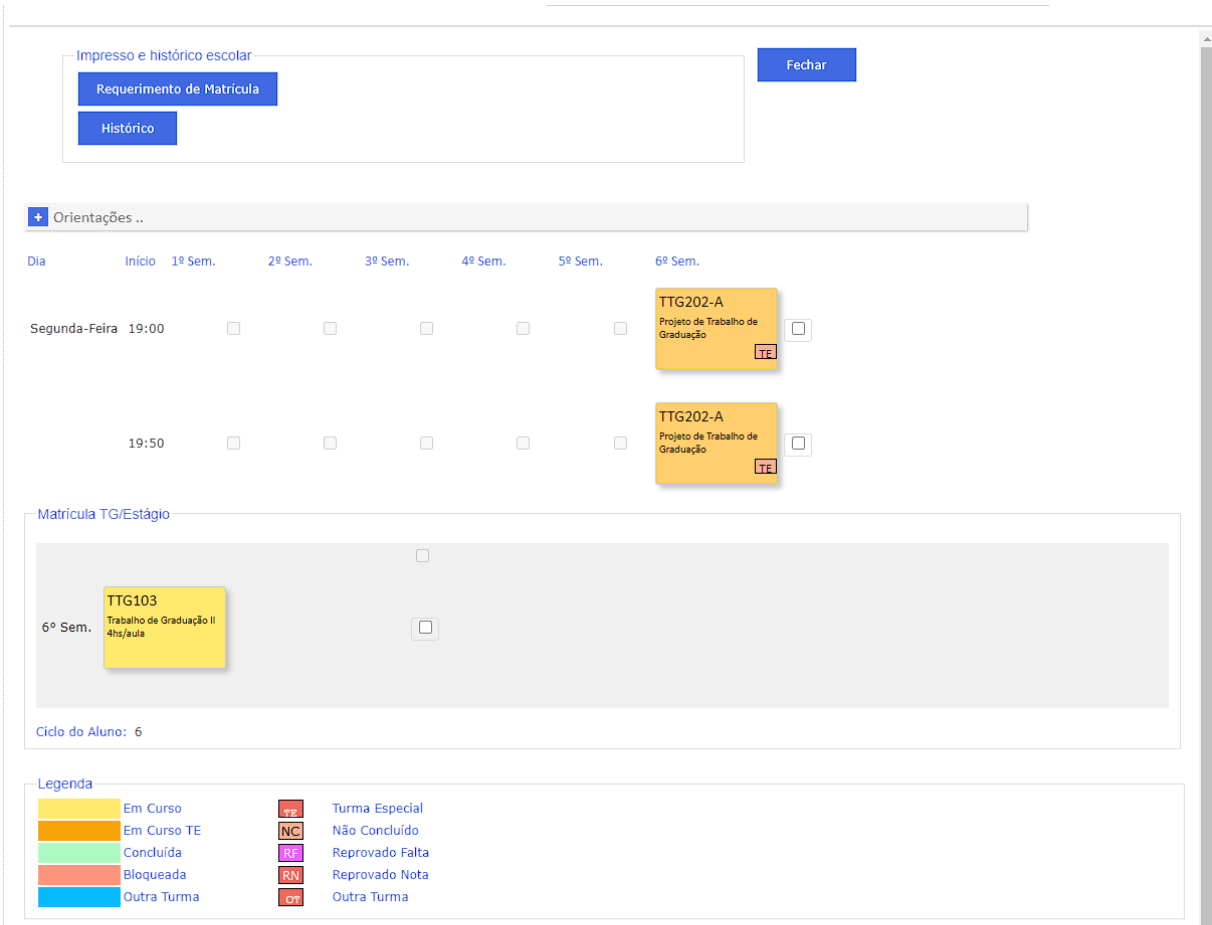 Impresso e histórico escolar
Requerimento de Matrícula
Fechar
Histórico
+ Orientações ..
Dia Início 1º Sem. 2º Sem. 3º Sem. 4º Sem. 5º Sem. 6º Sem.
Segunda-Feira 19:00
TTG202-A
Projeto de Trabalho de
Graduação
TE
19:50
TTG202-A
Projeto de Trabalho de
Graduação
TE
Matrícula TG/Estágio
6º Sem.
TTG103
Trabalho de Graduação II
4hs/aula
Ciclo do Aluno: 6
Legenda
Em Curso TE Turma Especial
Em Curso TE NC Não Concluído
Concluída RF Reprovado Falta
Bloqueada RN Reprovado Nota
Outra Turma OT Outra Turma